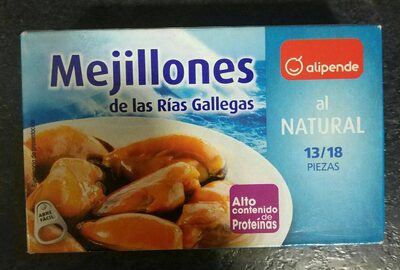 Mejillones
de las Rías Gallegas
alipende
al
NATURAL
13/18
PIEZAS
Alto
contenido
de
Proteínas
ABRE
FÁCIL